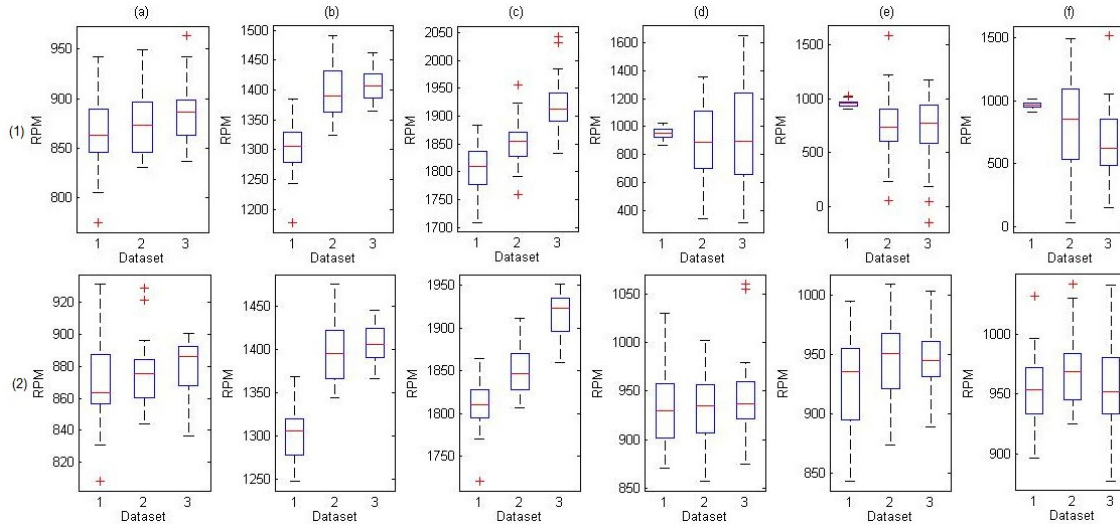 (a) (b) (c) (d) (e) (f)
(1)
RPM
950
900
850
800
1 2 3
Dataset
RPM
1500
1450
1400
1350
1300
1250
1200
1 2 3
Dataset
RPM
2050
2000
1950
1900
1850
1800
1750
1700
1 2 3
Dataset
RPM
1600
1400
1200
1000
800
600
400
1 2 3
Dataset
RPM
1500
1000
500
0
1 2 3
Dataset
RPM
1500
1000
500
0
1 2 3
Dataset
(2)
RPM
920
900
880
860
840
820
1 2 3
Dataset
RPM
1450
1400
1350
1300
1250
1 2 3
Dataset
RPM
1950
1900
1850
1800
1750
1 2 3
Dataset
RPM
1050
1000
950
900
850
1 2 3
Dataset
RPM
1000
950
900
850
1 2 3
Dataset
RPM
1000
950
900
1 2 3
Dataset